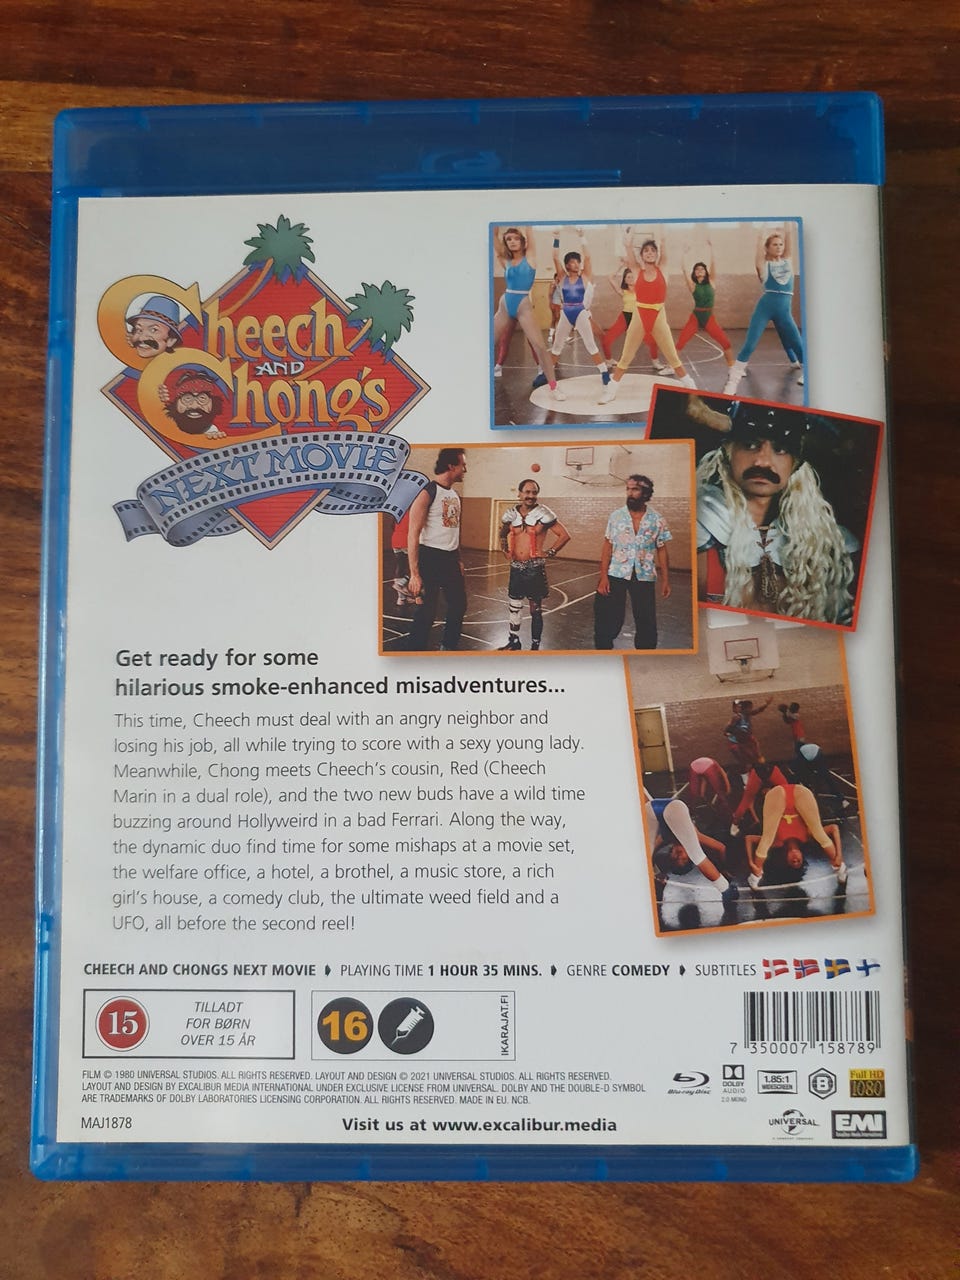 Cheech
AND
Chong's
NEXT MOVIE
Get ready for some
hilarious smoke-enhanced misadventures...
This time, Cheech must deal with an angry neighbor and
losing his job, all while trying to score with a sexy young lady.
Meanwhile, Chong meets Cheech's cousin, Red (Cheech
Marin in a dual role), and the two new buds have a wild time
buzzing around Hollyweird in a bad Ferrari. Along the way,
the dynamic duo find time for some mishaps at a movie set,
the welfare office, a hotel, a brothel, a music store, a rich
girl's house, a comedy club, the ultimate weed field and a
UFO, all before the second reel!
CHEECH AND CHONGS NEXT MOVIE PLAYING TIME 1 HOUR 35 MINS. GENRE COMEDY SUBTITLES
15
TILLADT
FOR BØRN
OVER 15 ÅR
16
IKARAJAT.FI
7 350007 158789
FILM © 1980 UNIVERSAL STUDIOS. ALL RIGHTS RESERVED. LAYOUT AND DESIGN © 2021 UNIVERSAL STUDIOS. ALL RIGHTS RESERVED.
LAYOUT AND DESIGN BY EXCALIBUR MEDIA INTERNATIONAL UNDER EXCLUSIVE LICENSE FROM UNIVERSAL. DOLBY AND THE DOUBLE-D SYMBOL
ARE TRADEMARKS OF DOLBY LABORATORIES LICENSING CORPORATION. ALL RIGHTS RESERVED. MADE IN EU. NCB.
Blu-ray Disc
DOLBY
AUDIO
2.0 MONO
1.85:1
WIDESCREEN
B
Full HD
1080
MAJ1878
Visit us at www.excalibur.media
UNIVERSAL
A COMCAST COMPANY
EMI